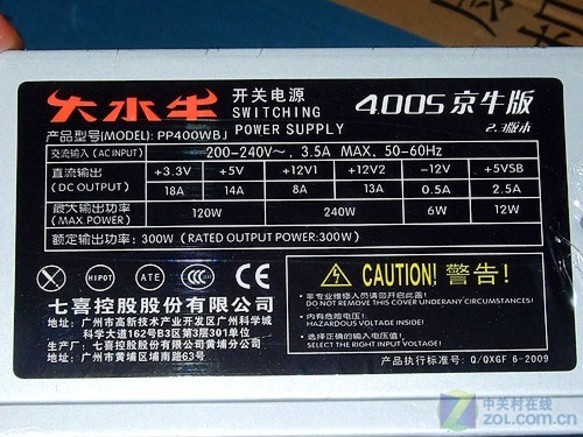 大水牛 开关电源 SWITCHING POWER SUPPLY 400S 京牛版
2.3版本
产品型号(MODEL): PP400WBJ
交流输入(AC INPUT) 200-240V~, 3.5A MAX, 50-60Hz
直流输出(DC OUTPUT) +3.3V +5V +12V1 +12V2 -12V +5VSB
18A 14A 8A 13A 0.5A 2.5A
最大输出功率(MAX POWER) 120W 240W 6W 12W
额定输出功率: 300W (RATED OUTPUT POWER:300W)
HIPOT ATE CCC CE
七喜控股股份有限公司
地址: 广州市高新技术产业开发区广州科学城
科学大道162号B3区第3层301单位
生产厂: 七喜控股股份有限公司黄埔分公司
地址: 广州市黄埔区埔南路63号
CAUTION! 警告!
· 非专业维修人员请勿开启此盖!
DO NOT REMOVE THIS COVER UNDER ANY CIRCUMSTANCES!
· 内有危险电压!
HAZARDOUS VOLTAGE INSIDE!
· 选择正确的输入电压!
SELECT THE RIGHT INPUT VOLTAGE!
产品执行标准号: Q/QXGF 6-2009
中关村在线
zol.com.cn